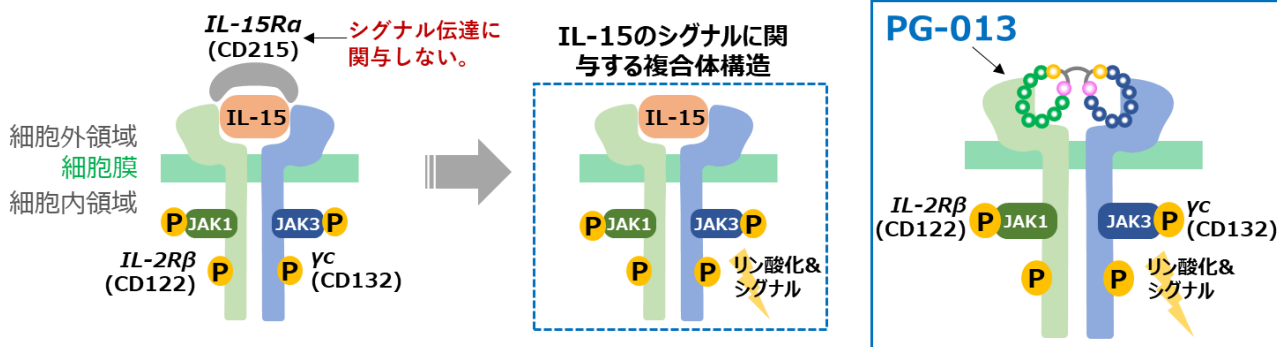 IL-15Rα
(CD215)
シグナル伝達に
関与しない。
IL-15
細胞外領域
細胞膜
細胞内領域
P
JAK1
JAK3
P
IL-2Rβ
(CD122)
P
P
γc
(CD132)
IL-15のシグナルに関
与する複合体構造
IL-15
P
JAK1
JAK3
P
P
P
リン酸化&
シグナル
PG-013
IL-2Rβ
(CD122)
P
JAK1
JAK3
P
γc
(CD132)
P
P
リン酸化&
シグナル